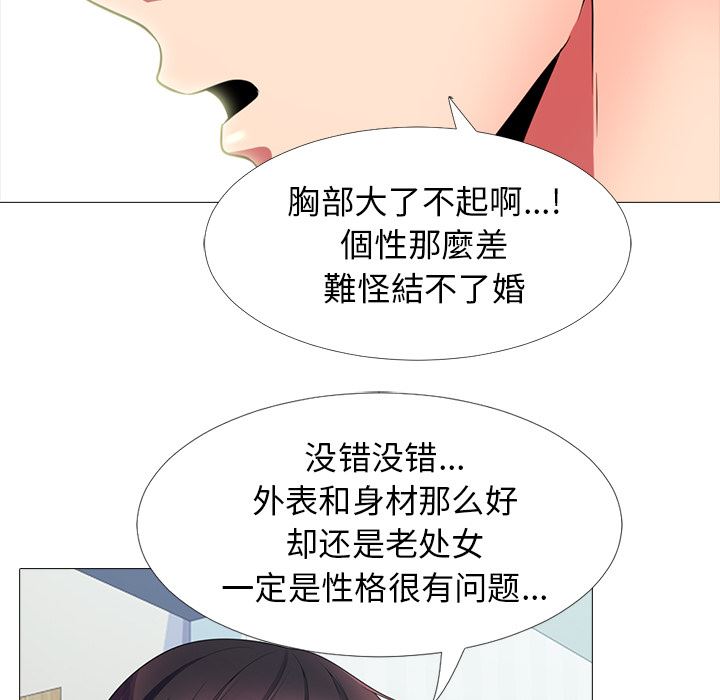 胸部大了不起啊...!
個性那麼差
難怪結不了婚
没错没错...
外表和身材那么好
却还是老处女
一定是性格很有问题...